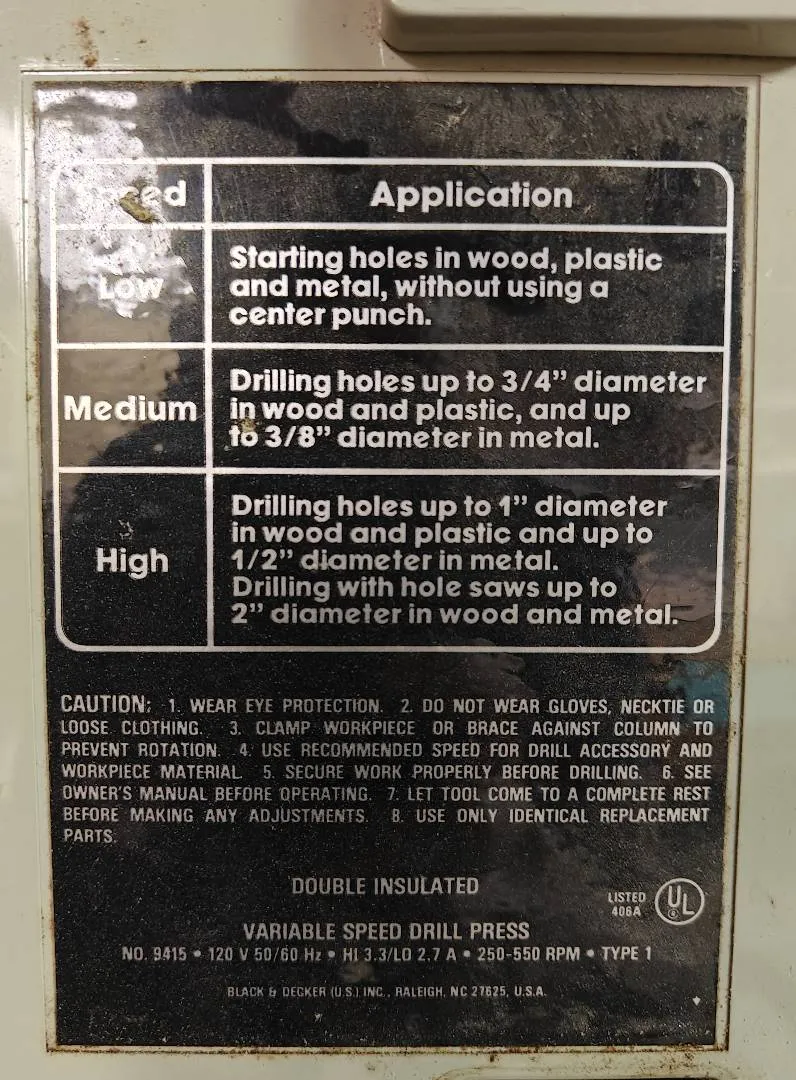 Speed Application
Low
Starting holes in wood, plastic
and metal, without using a
center punch.
Medium
Drilling holes up to 3/4” diameter
in wood and plastic, and up
to 3/8” diameter in metal.
High
Drilling holes up to 1” diameter
in wood and plastic and up to
1/2” diameter in metal.
Drilling with hole saws up to
2” diameter in wood and metal.
CAUTION: 1. WEAR EYE PROTECTION. 2. DO NOT WEAR GLOVES, NECKTIE OR
LOOSE CLOTHING. 3. CLAMP WORKPIECE OR BRACE AGAINST COLUMN TO
PREVENT ROTATION. 4. USE RECOMMENDED SPEED FOR DRILL ACCESSORY AND
WORKPIECE MATERIAL. 5. SECURE WORK PROPERLY BEFORE DRILLING. 6. SEE
OWNER'S MANUAL BEFORE OPERATING. 7. LET TOOL COME TO A COMPLETE REST
BEFORE MAKING ANY ADJUSTMENTS. 8. USE ONLY IDENTICAL REPLACEMENT
PARTS.
DOUBLE INSULATED
LISTED
406A
UL
VARIABLE SPEED DRILL PRESS
NO. 9415 • 120 V 50/60 Hz • HI 3.3/LO 2.7 A • 250-550 RPM • TYPE 1
BLACK & DECKER (U.S.) INC., RALEIGH, NC 27625, U.S.A.